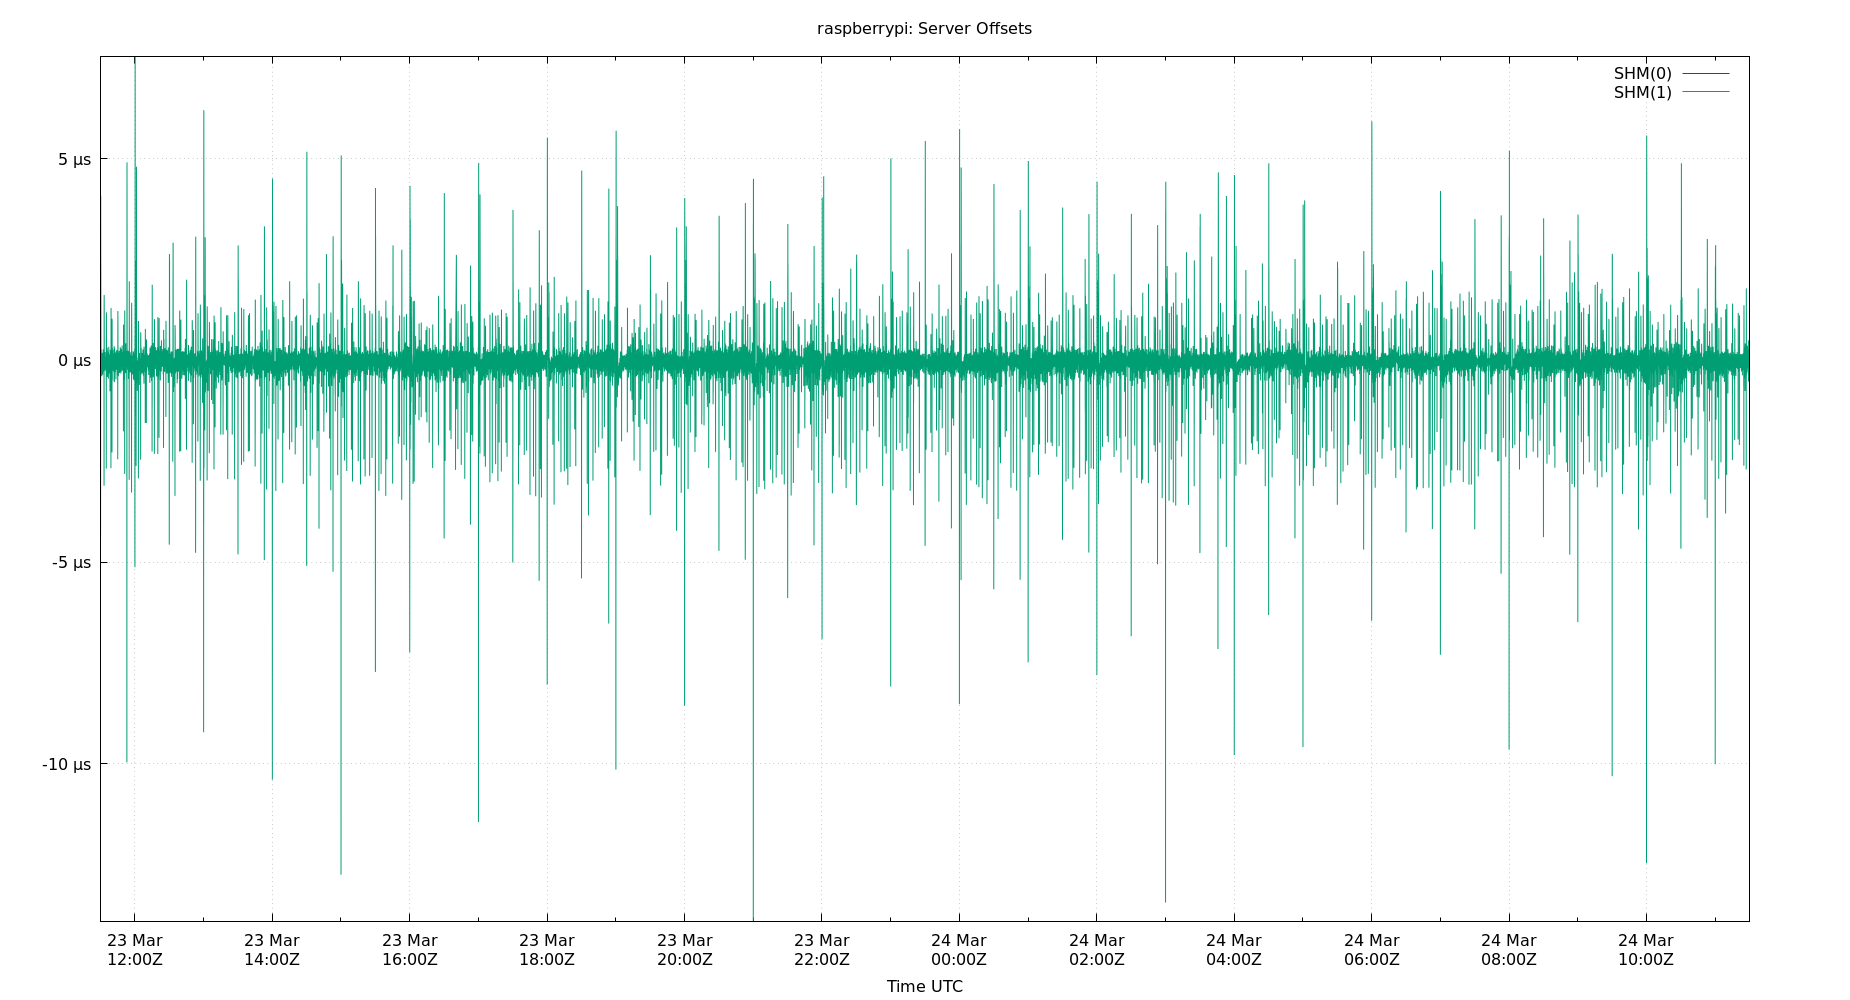 raspberrypi: Server Offsets
SHM(0)
SHM(1)
5 µs
0 µs
-5 µs
-10 µs
23 Mar 23 Mar 23 Mar 23 Mar 23 Mar 23 Mar 24 Mar 24 Mar 24 Mar 24 Mar 24 Mar 24 Mar
12:00Z 14:00Z 16:00Z 18:00Z 20:00Z 22:00Z 00:00Z 02:00Z 04:00Z 06:00Z 08:00Z 10:00Z
Time UTC